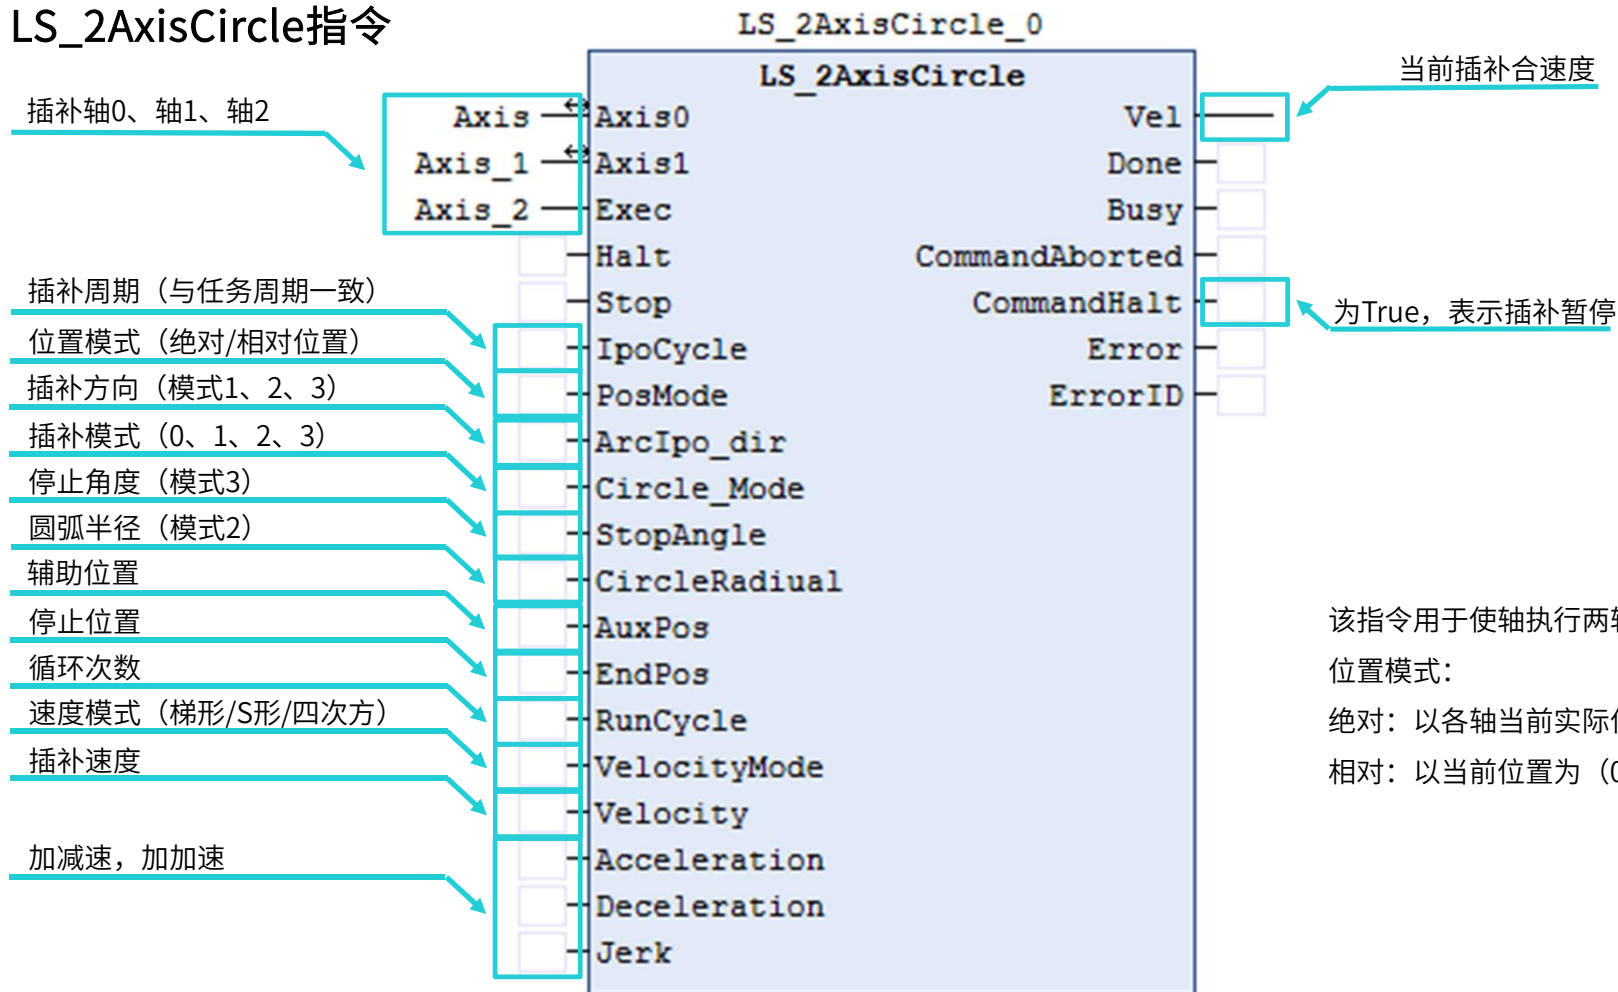 LS_2AxisCircle指令
LS_2AxisCircle_0
LS_2AxisCircle
当前插补合速度
插补轴0、轴1、轴2
Axis
Axis0
Vel
Axis_1
Axis1
Done
Axis_2
Exec
Busy
Halt
CommandAborted
Stop
CommandHalt
为True，表示插补暂停
插补周期（与任务周期一致）
IpoCycle
Error
位置模式（绝对/相对位置）
PosMode
ErrorID
插补方向（模式1、2、3）
ArcIpo_dir
插补模式（0、1、2、3）
Circle_Mode
停止角度（模式3）
StopAngle
圆弧半径（模式2）
CircleRadiual
辅助位置
AuxPos
停止位置
EndPos
循环次数
RunCycle
速度模式（梯形/S形/四次方）
VelocityMode
插补速度
Velocity
加减速，加加速
Acceleration
Deceleration
Jerk
该指令用于使轴执行两
位置模式：
绝对：以各轴当前实际
相对：以当前位置为（0